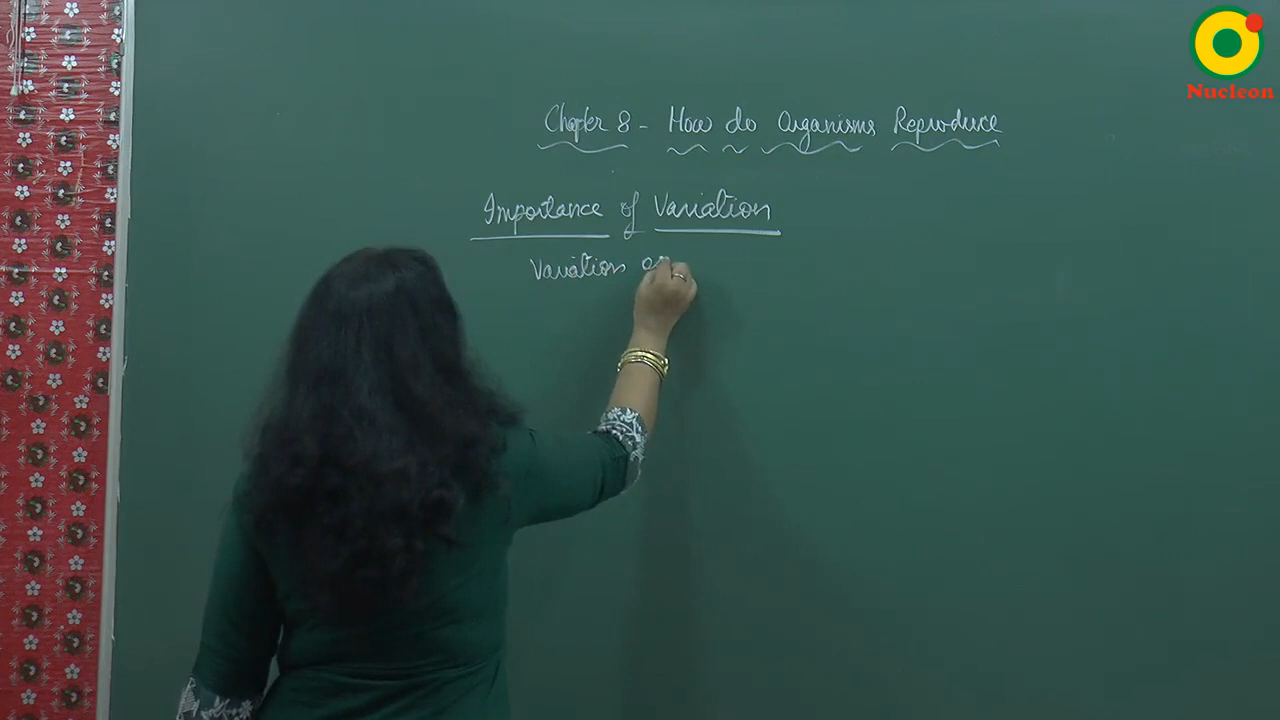 Nucleon
Chapter 8 - How do Organisms Reproduce
Importance of Variation
Variation